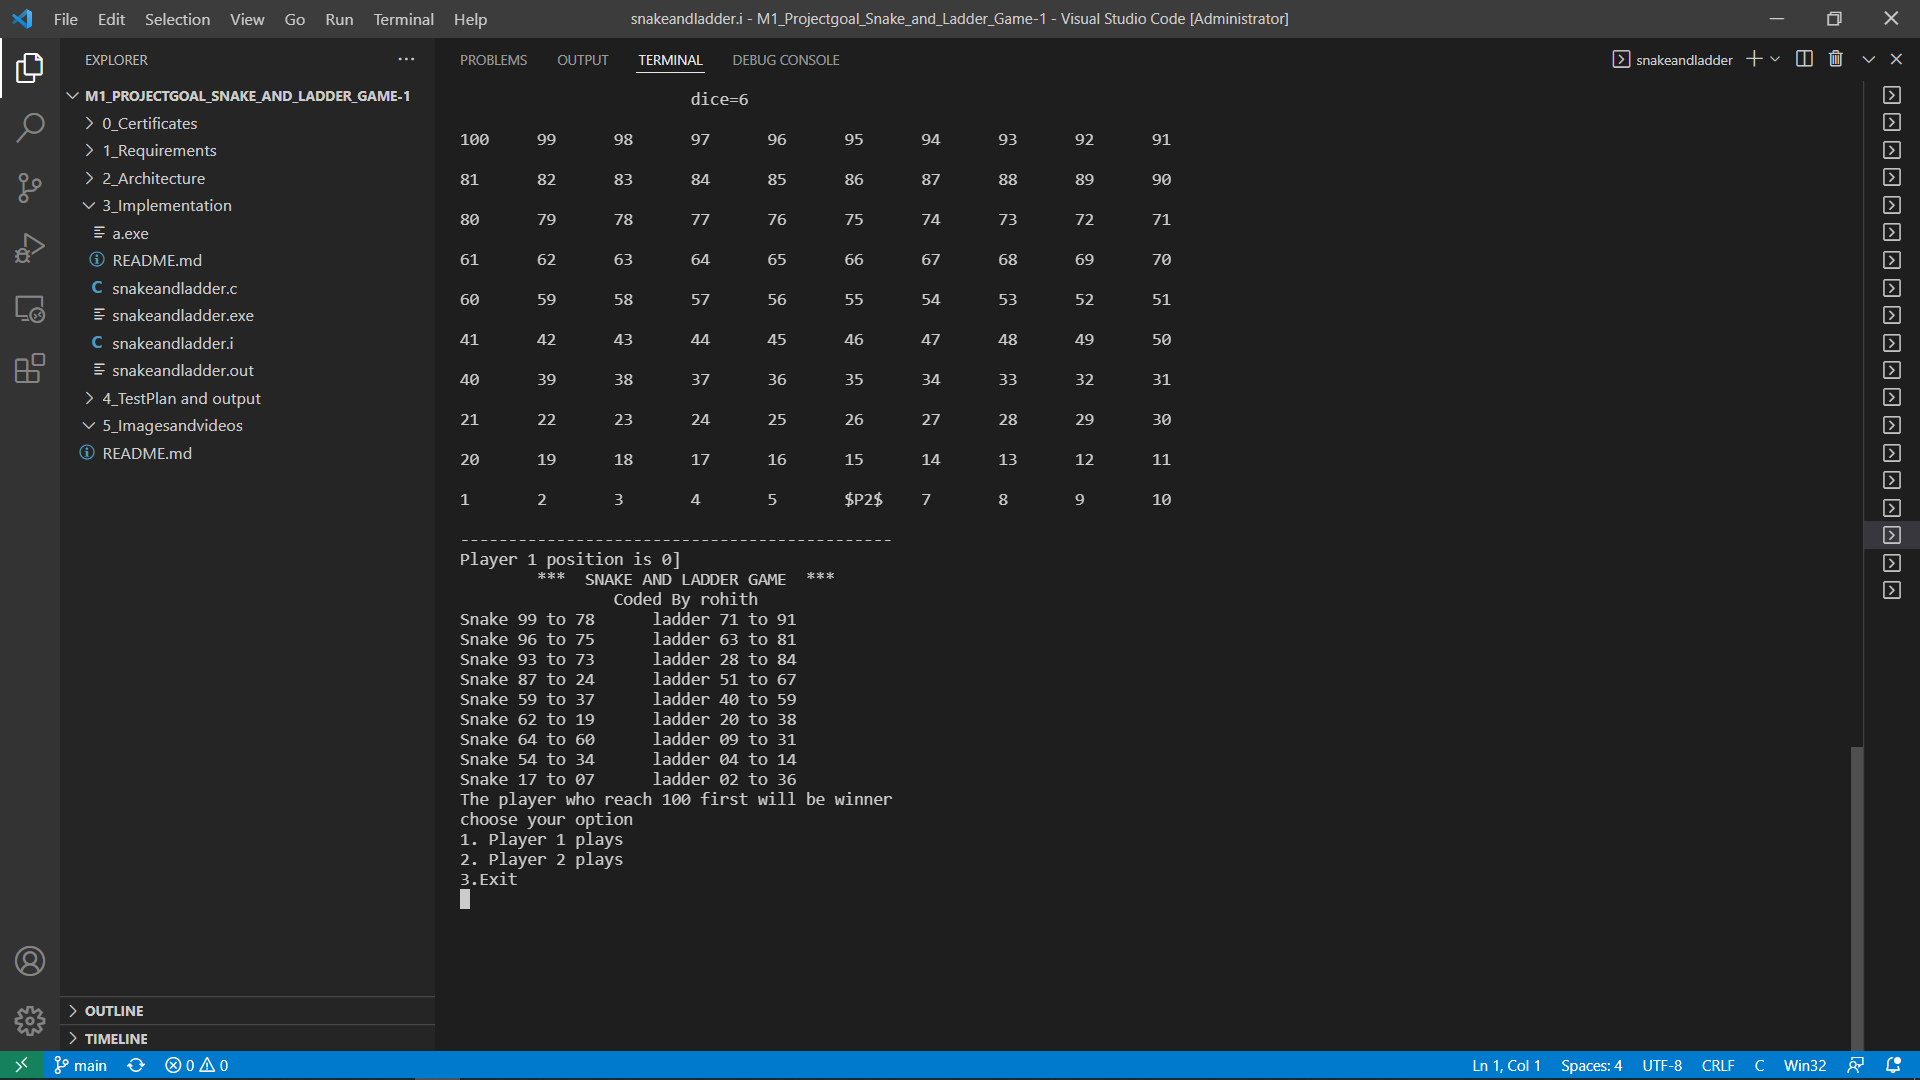 File Edit Selection View Go Run Terminal Help
snakeandladder.i - M1_Projectgoal_Snake_and_Ladder_Game-1 - Visual Studio Code [Administrator]
EXPLORER
M1_PROJECTGOAL_SNAKE_AND_LADDER_GAME-1
0_Certificates
1_Requirements
2_Architecture
3_Implementation
a.exe
README.md
snakeandladder.c
snakeandladder.exe
snakeandladder.i
snakeandladder.out
4_TestPlan and output
5_Imagesandvideos
README.md
OUTLINE
TIMELINE
PROBLEMS OUTPUT TERMINAL DEBUG CONSOLE
snakeandladder
dice=6
100 99 98 97 96 95 94 93 92 91
81 82 83 84 85 86 87 88 89 90
80 79 78 77 76 75 74 73 72 71
61 62 63 64 65 66 67 68 69 70
60 59 58 57 56 55 54 53 52 51
41 42 43 44 45 46 47 48 49 50
40 39 38 37 36 35 34 33 32 31
21 22 23 24 25 26 27 28 29 30
20 19 18 17 16 15 14 13 12 11
1 2 3 4 5 $P2$ 7 8 9 10
---------------------------------------------
Player 1 position is 0]
*** SNAKE AND LADDER GAME ***
Coded By rohith
Snake 99 to 78 ladder 71 to 91
Snake 96 to 75 ladder 63 to 81
Snake 93 to 73 ladder 28 to 84
Snake 87 to 24 ladder 51 to 67
Snake 59 to 37 ladder 40 to 59
Snake 62 to 19 ladder 20 to 38
Snake 64 to 60 ladder 09 to 31
Snake 54 to 34 ladder 04 to 14
Snake 17 to 07 ladder 02 to 36
The player who reach 100 first will be winner
choose your option
1. Player 1 plays
2. Player 2 plays
3.Exit
main 0 0
Ln 1, Col 1 Spaces: 4 UTF-8 CRLF C Win32